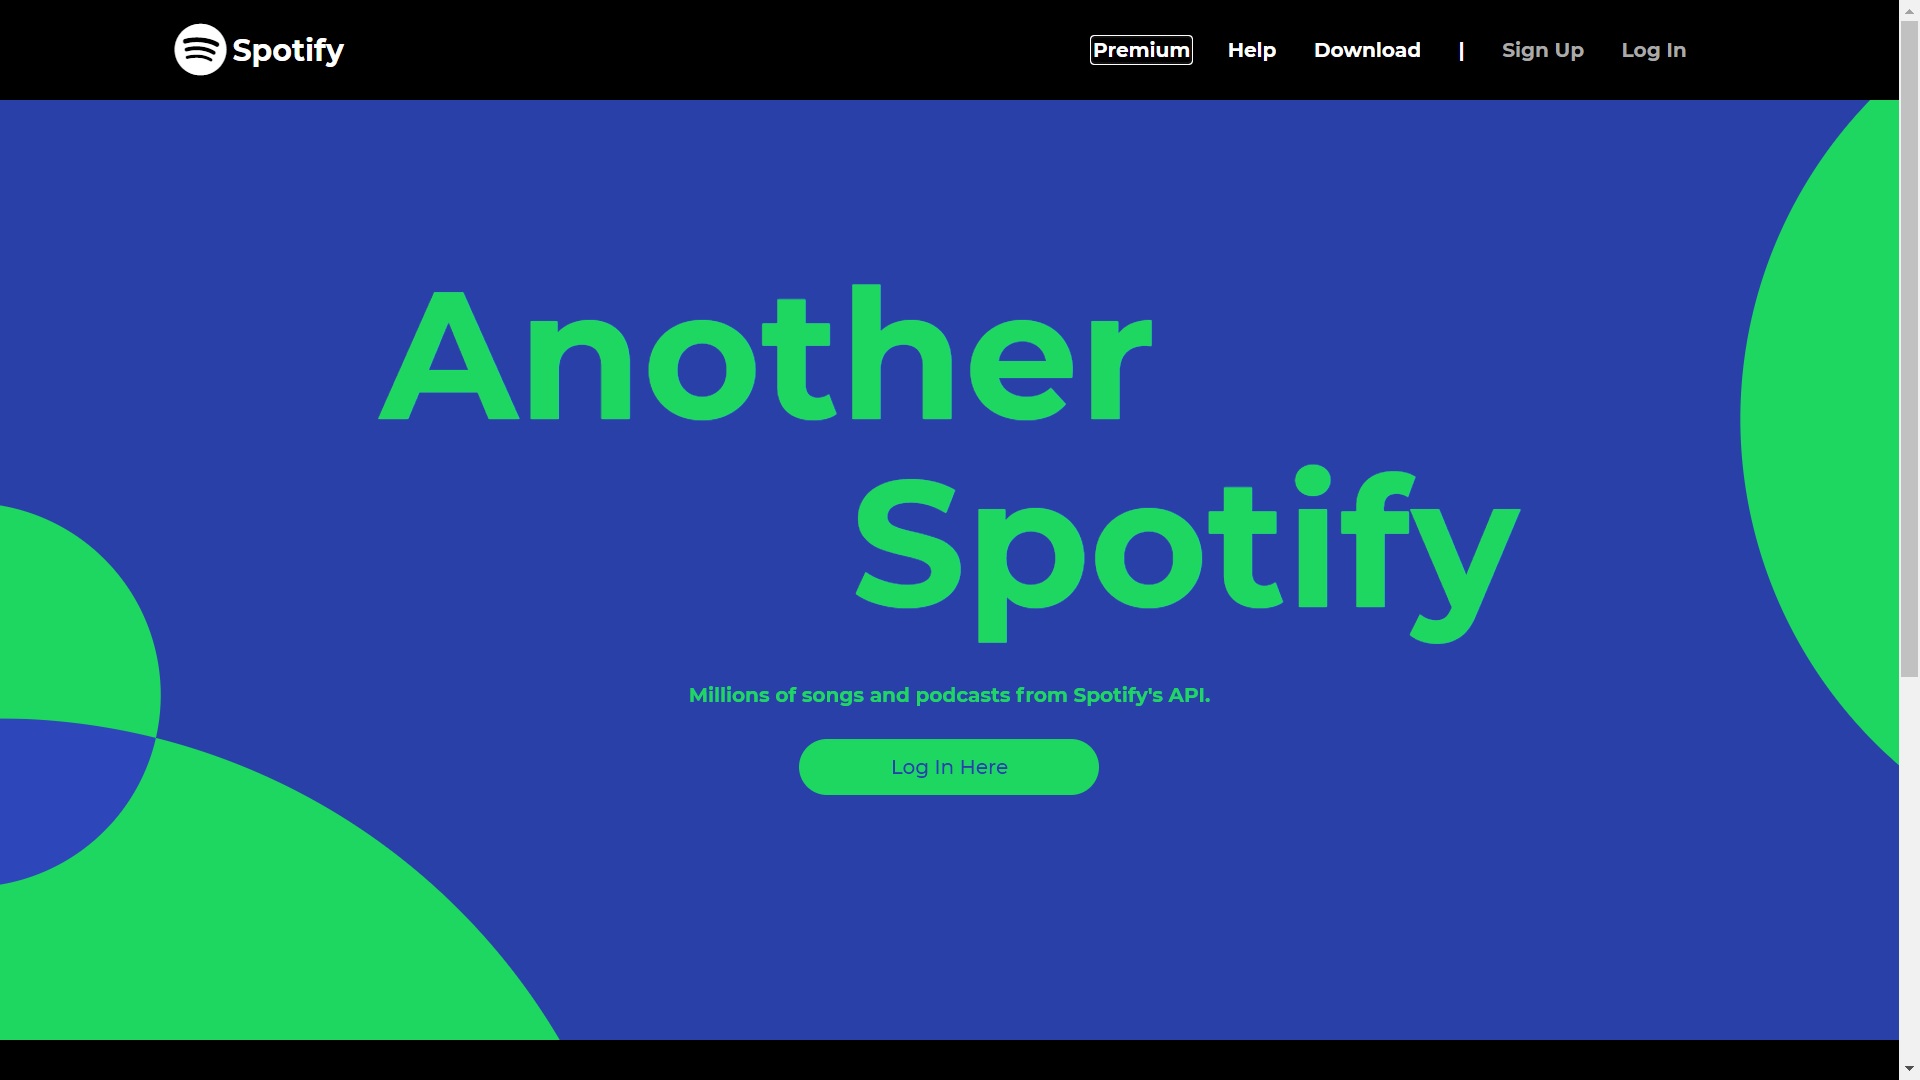 Spotify
Premium Help Download | Sign Up Log In
Another
Spotify
Millions of songs and podcasts from Spotify's API.
Log In Here